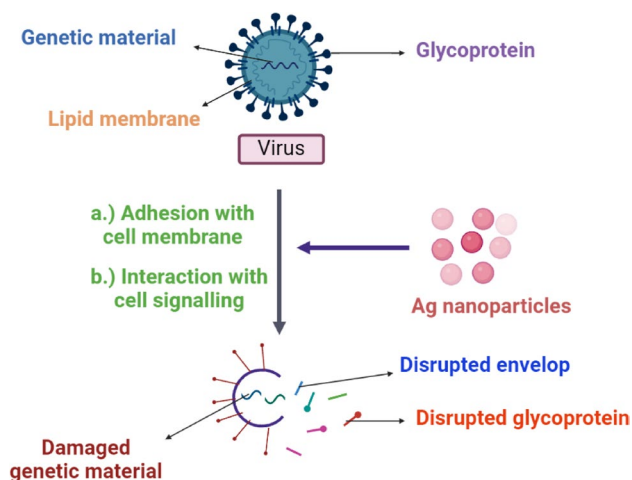 Genetic material
Glycoprotein
Lipid membrane
Virus
a.) Adhesion with
cell membrane
b.) Interaction with
cell signalling
Ag nanoparticles
Disrupted envelop
Disrupted glycoprotein
Damaged
genetic material